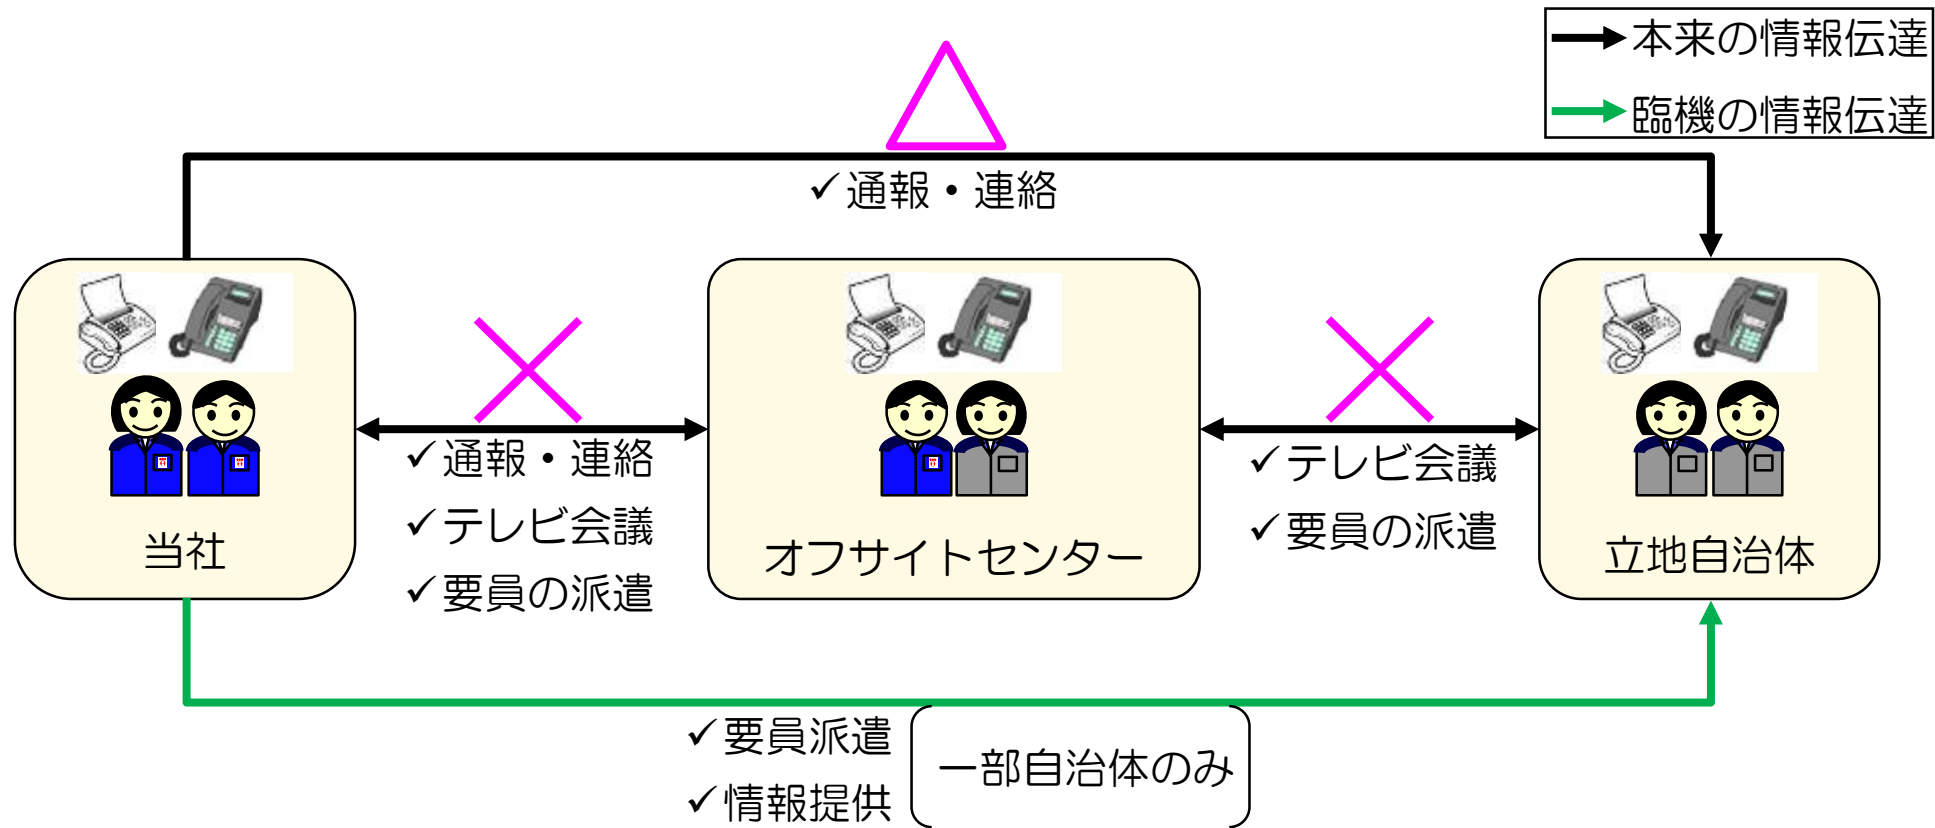 本来の情報伝達
臨機の情報伝達
✓通報・連絡
✓通報・連絡
✓テレビ会議
✓要員の派遣
✓テレビ会議
✓要員の派遣
当社
オフサイトセンター
立地自治体
✓要員派遣
✓情報提供
一部自治体のみ